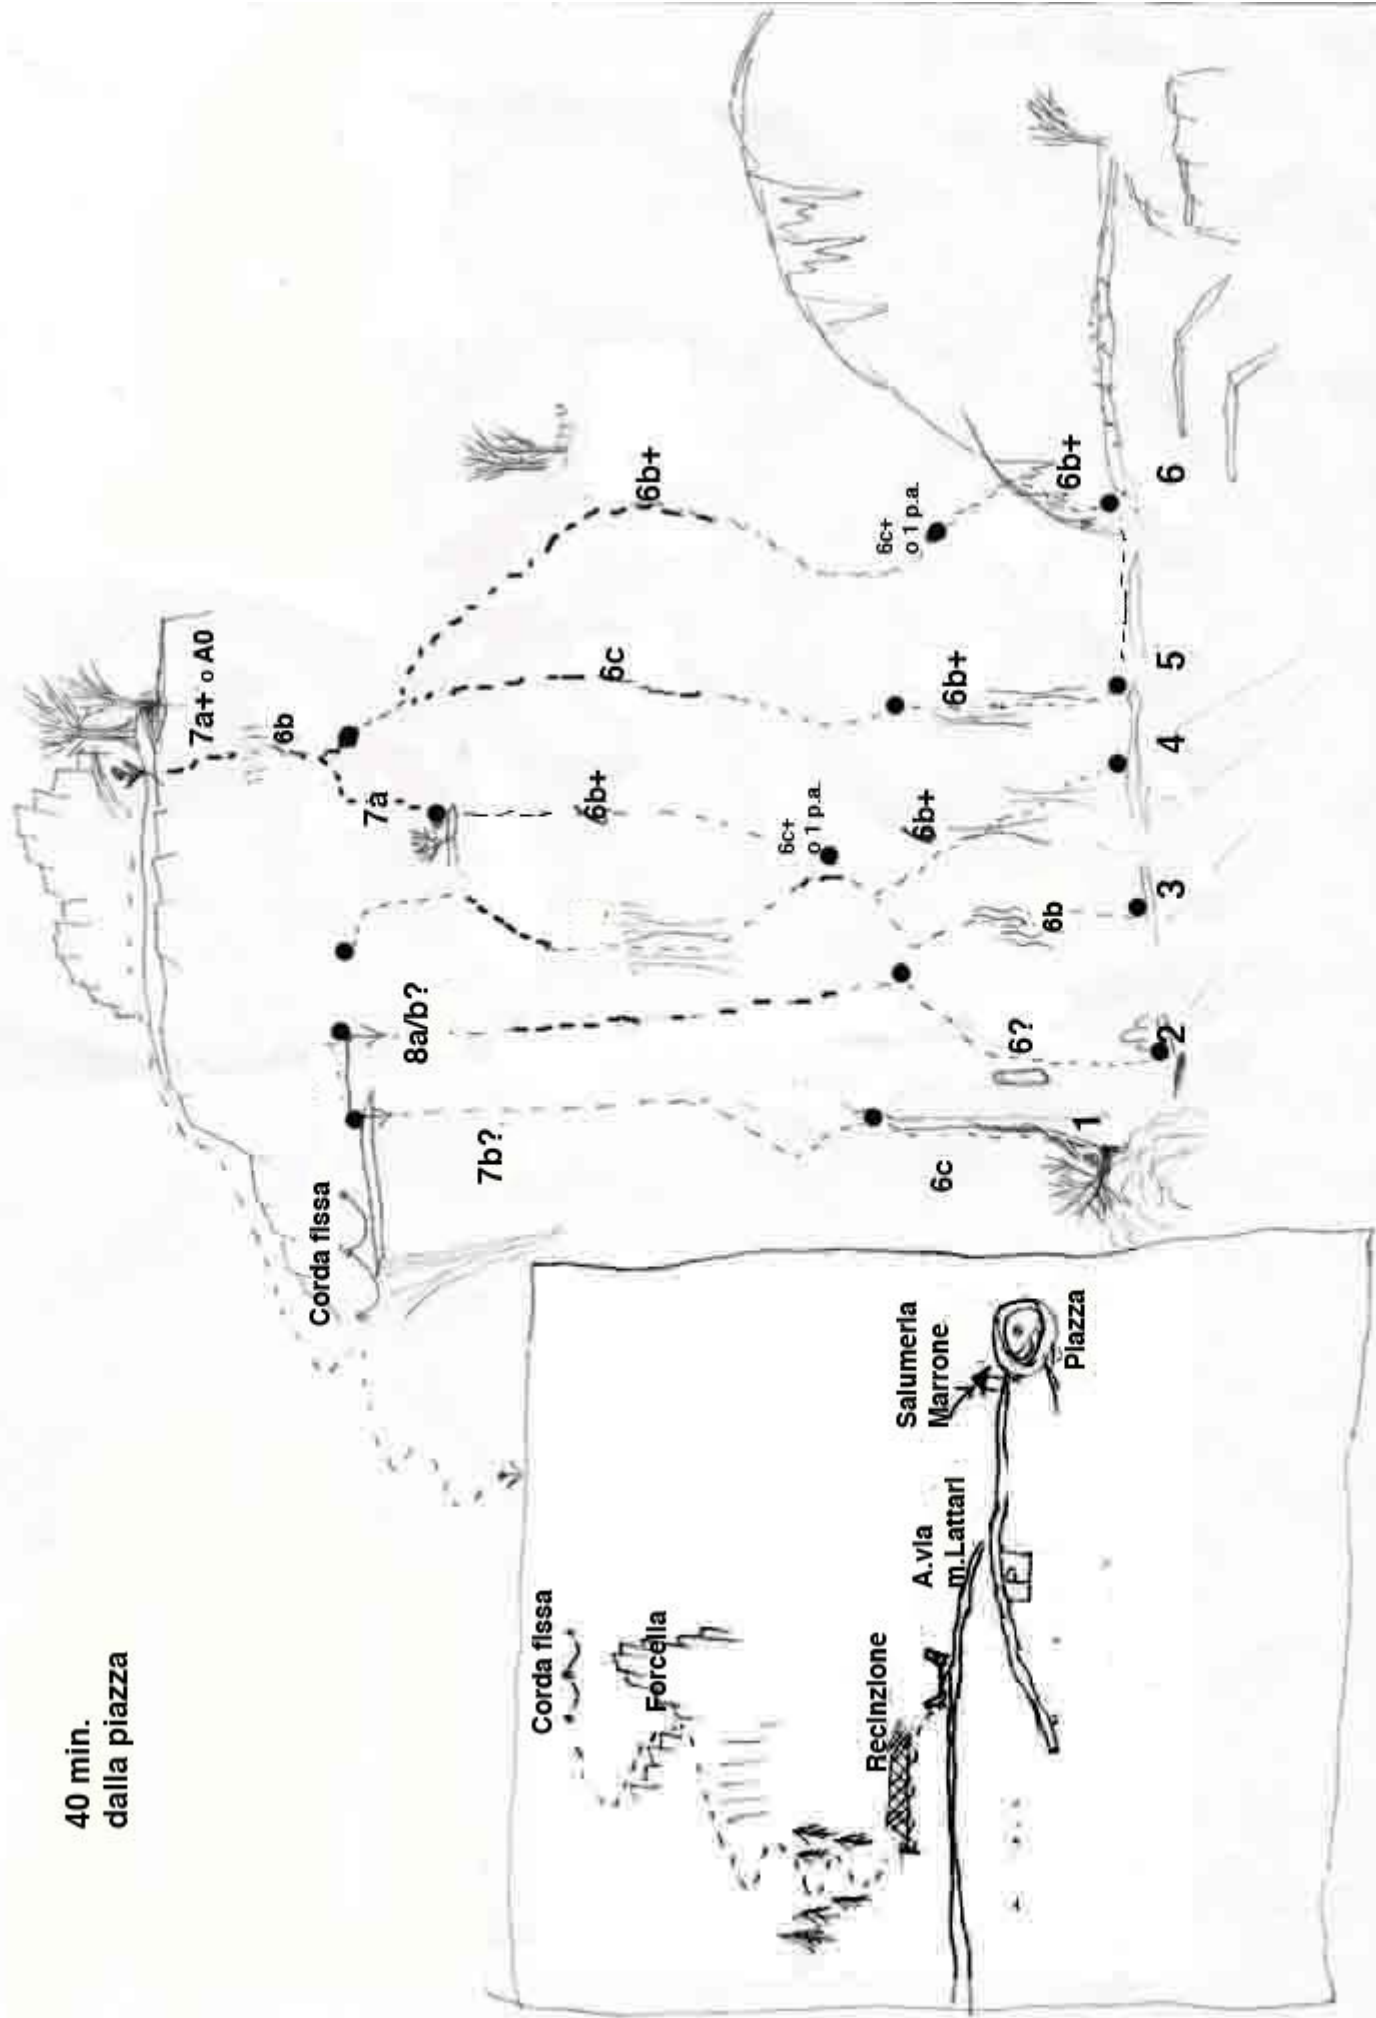 40 min.
dalla piazza
7a+ o A0
6b
Corda fissa
7a
8a/b?
7b?
6b+
6c
6b+
6c+
o 1 p.a.
6c+
o 1 p.a.
6b+
6c
6b+
6?
6b
6b+
1
2
3
4
5
6
Corda fissa
Forcella
Recinzione
A.via
m.Lattari
Salumeria
Marrone
P
Piazza